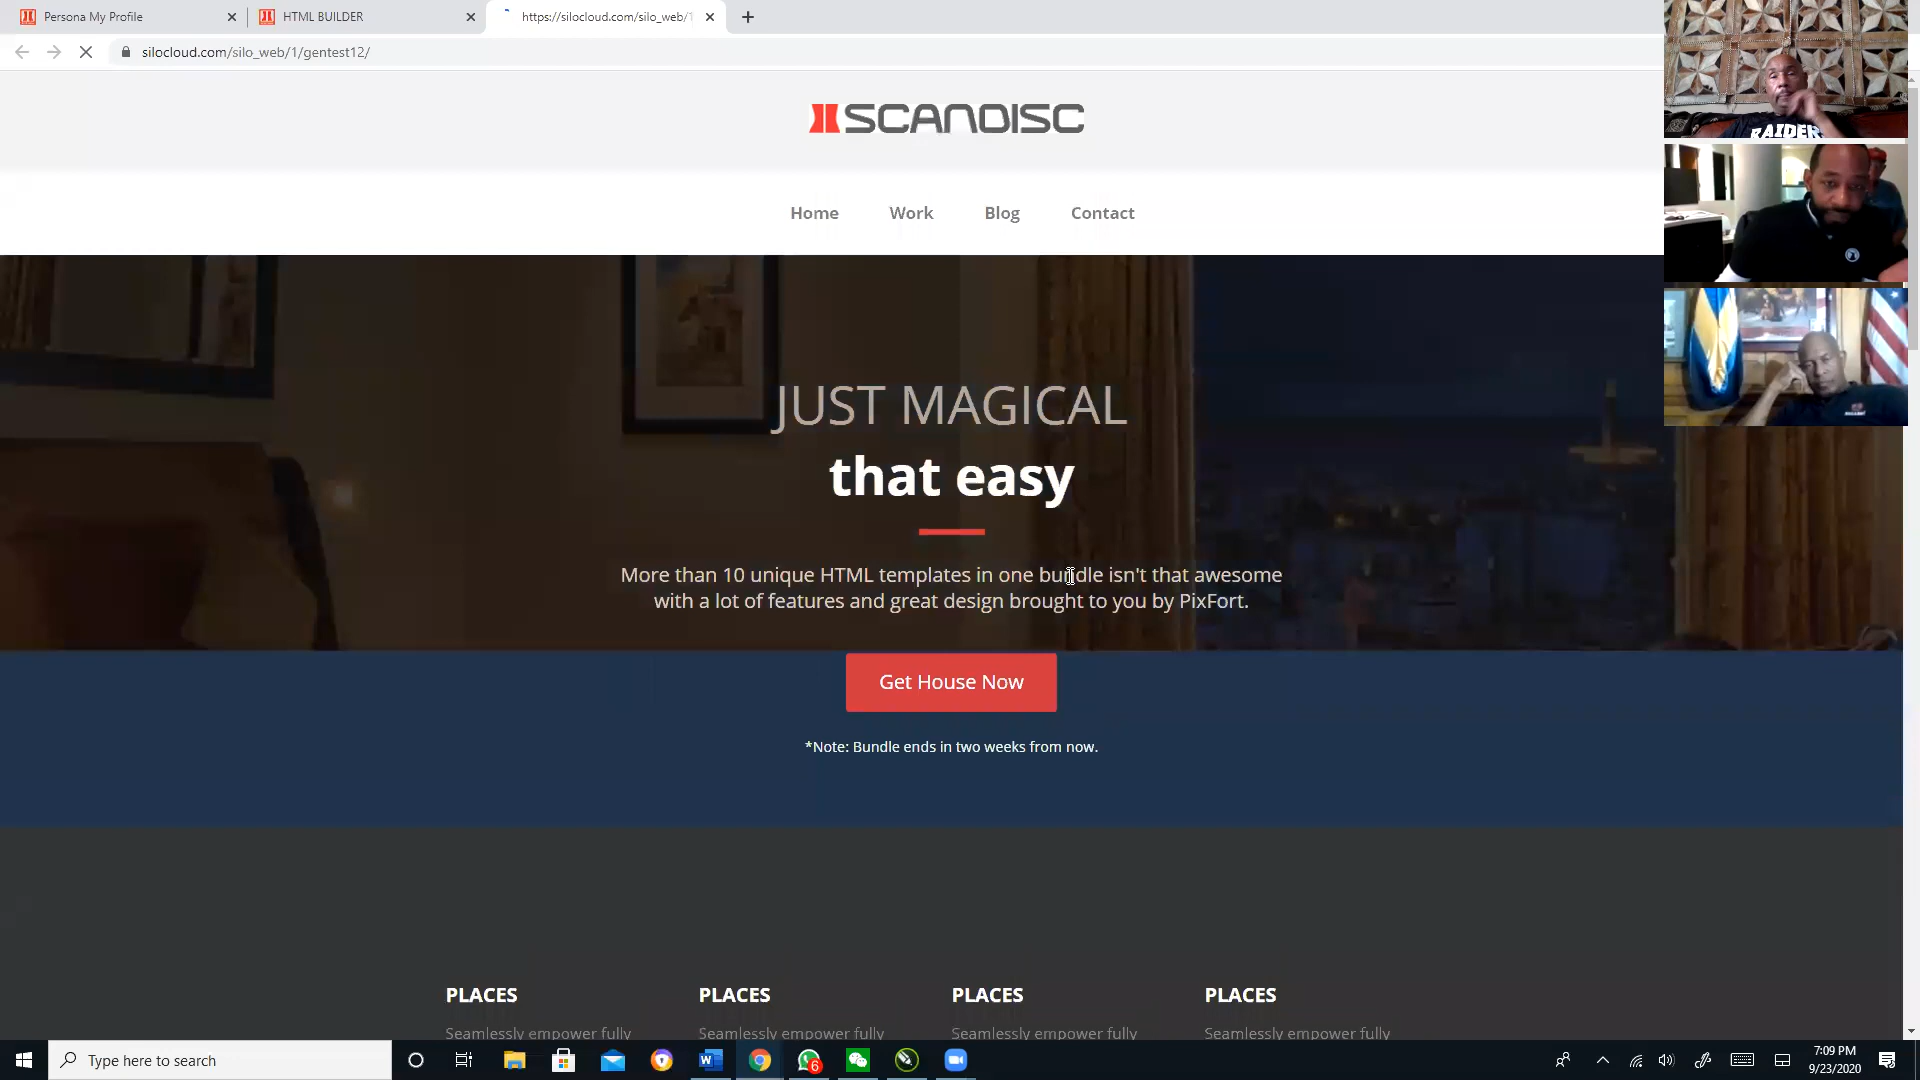 Persona My Profile
HTML BUILDER
https://silocloud.com/silo_web/1
silocloud.com/silo_web/1/gentest12/
SCANDISC
Home
Work
Blog
Contact
JUST MAGICAL
that easy
More than 10 unique HTML templates in one bundle isn't that awesome
with a lot of features and great design brought to you by PixFort.
Get House Now
*Note: Bundle ends in two weeks from now.
PLACES
PLACES
PLACES
PLACES
Seamlessly empower fully
Seamlessly empower fully
Seamlessly empower fully
Seamlessly empower fully
RAIDER
Type here to search
6
7:09 PM
9/23/2020